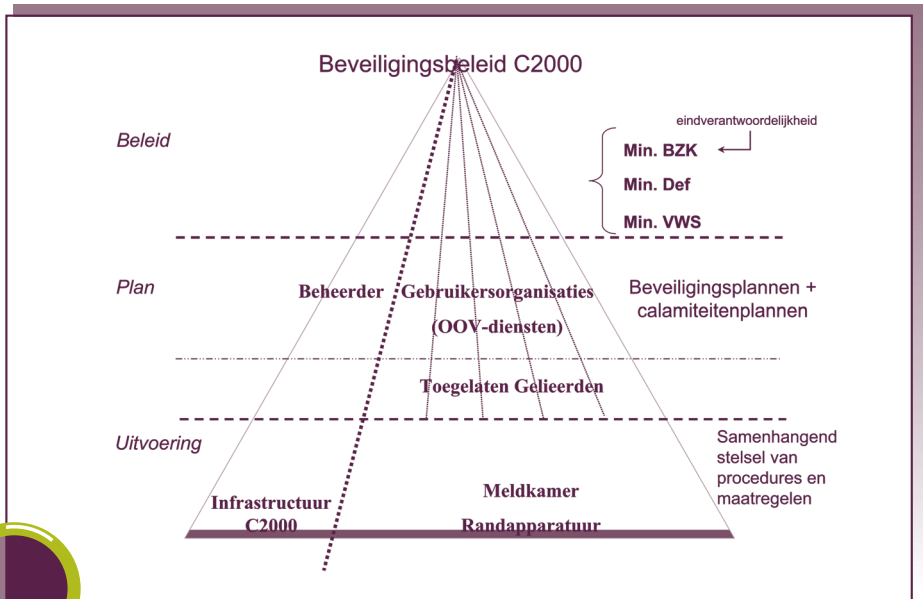 Beveiligingsbeleid C2000
eindverantwoordelijkheid
Beleid
Min. BZK
Min. Def
Min. VWS
Plan
Beheerder
Gebruikersorganisaties
(OOV-diensten)
Beveiligingsplannen +
calamiteitenplannen
Toegelaten Gelieerden
Uitvoering
Samenhangend
stelsel van
procedures en
maatregelen
Infrastructuur
C2000
Meldkamer
Randapparatuur